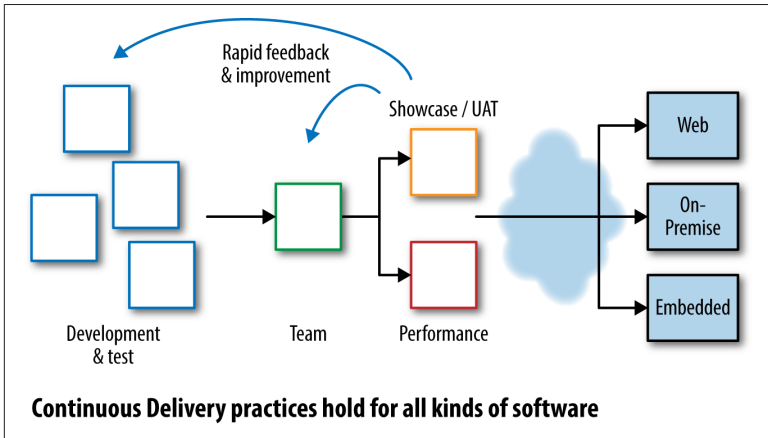 Rapid feedback
& improvement
Showcase / UAT
Web
On-
Premise
Embedded
Development
& test
Team
Performance
Continuous Delivery practices hold for all kinds of software